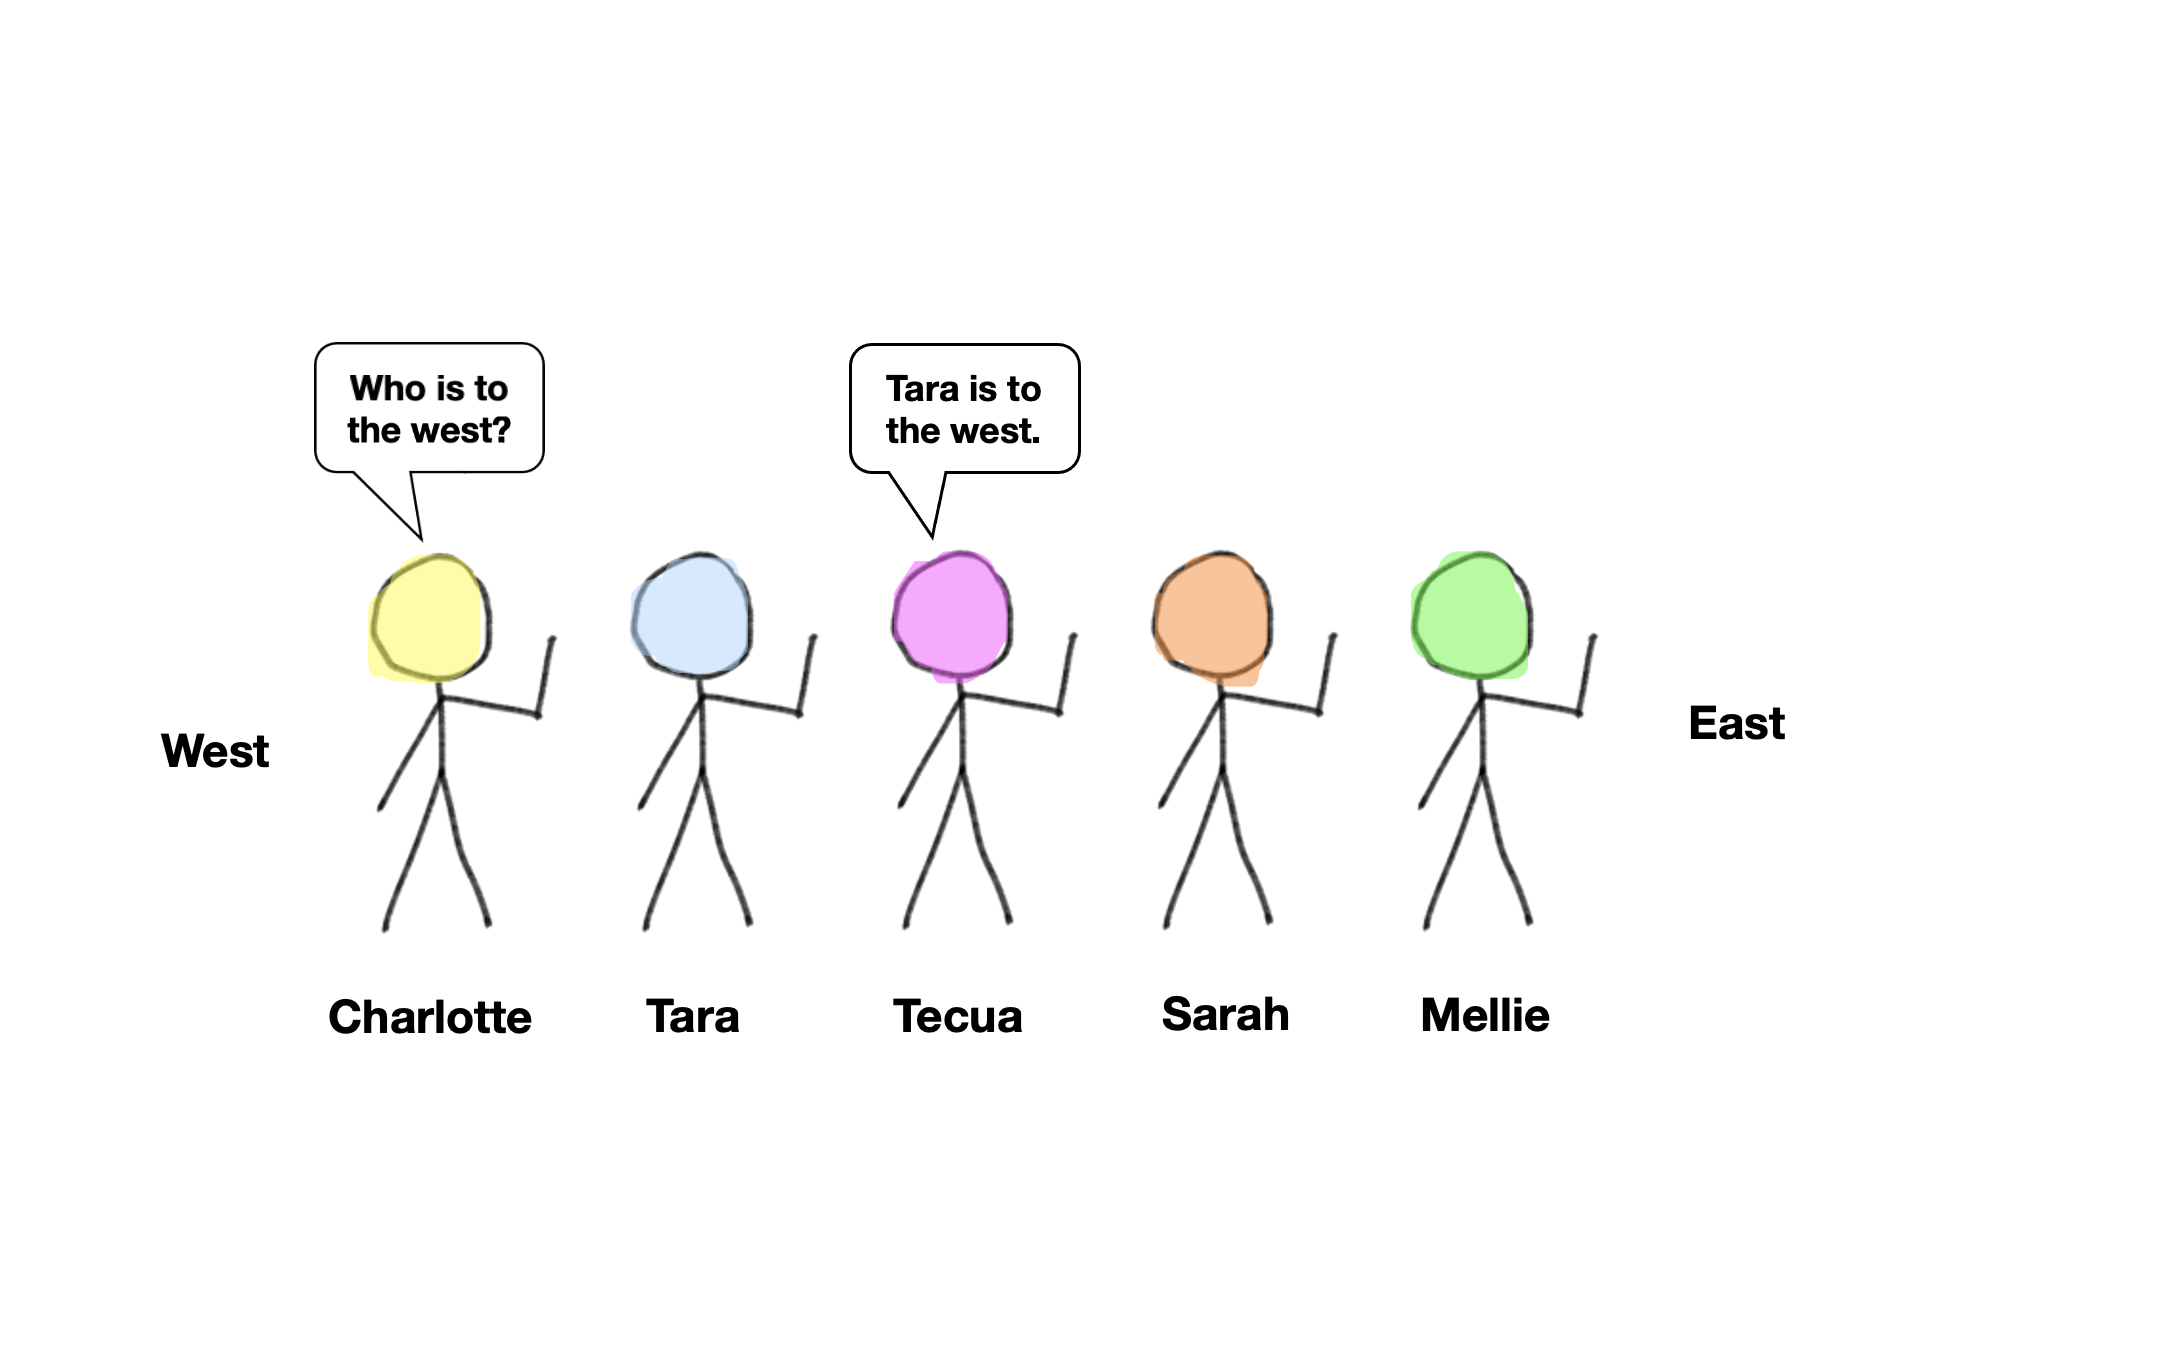 Who is to
the west?
Tara is to
the west.
West
East
Charlotte
Tara
Tecua
Sarah
Mellie